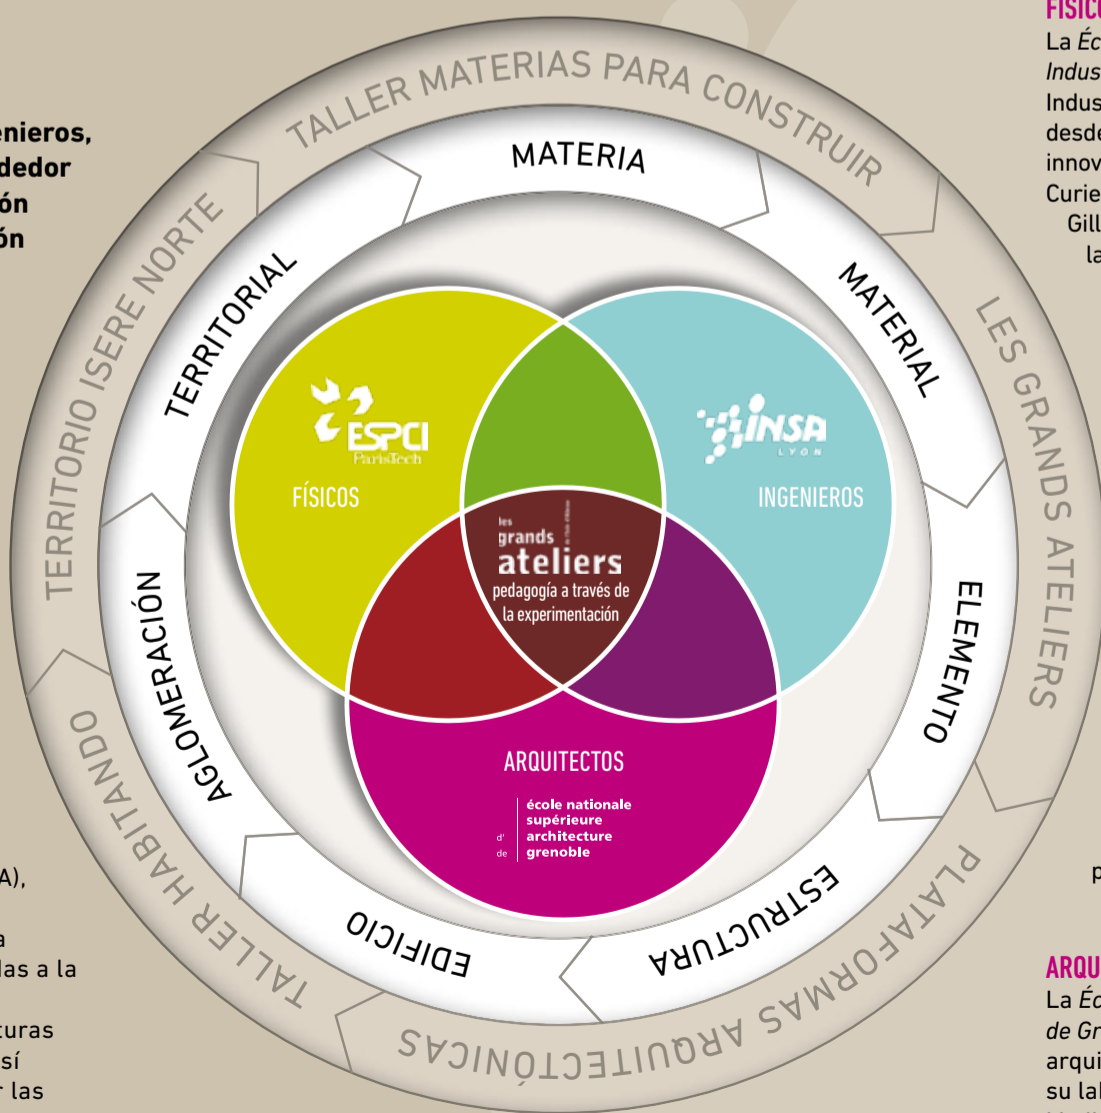 enieros,
dedor
ón
ón
TALLER MATERIAS PARA CONSTRUIR
LES GRANDS ATELIERS
PLATAFORMAS ARQUITECTÓNICAS
TALLER HABITANDO
TERRITORIO ISERE NORTE
MATERIA
MATERIAL
ELEMENTO
ESTRUCTURA
EDIFICIO
AGLOMERACIÓN
TERRITORIAL
ESPCI
ParisTech
FÍSICOS
INSA
LYON
INGENIEROS
les
grands
ateliers
pedagogía a través de
la experimentación
ARQUITECTOS
école nationale
supérieure
d' architecture
de grenoble
A),
a
das a la
turas
sí
r las
FÍSICO
La Éc
Indus
Indus
desde
innov
Curie
Gill
la
p
ARQU
La Éc
de Gr
arqui
su lab